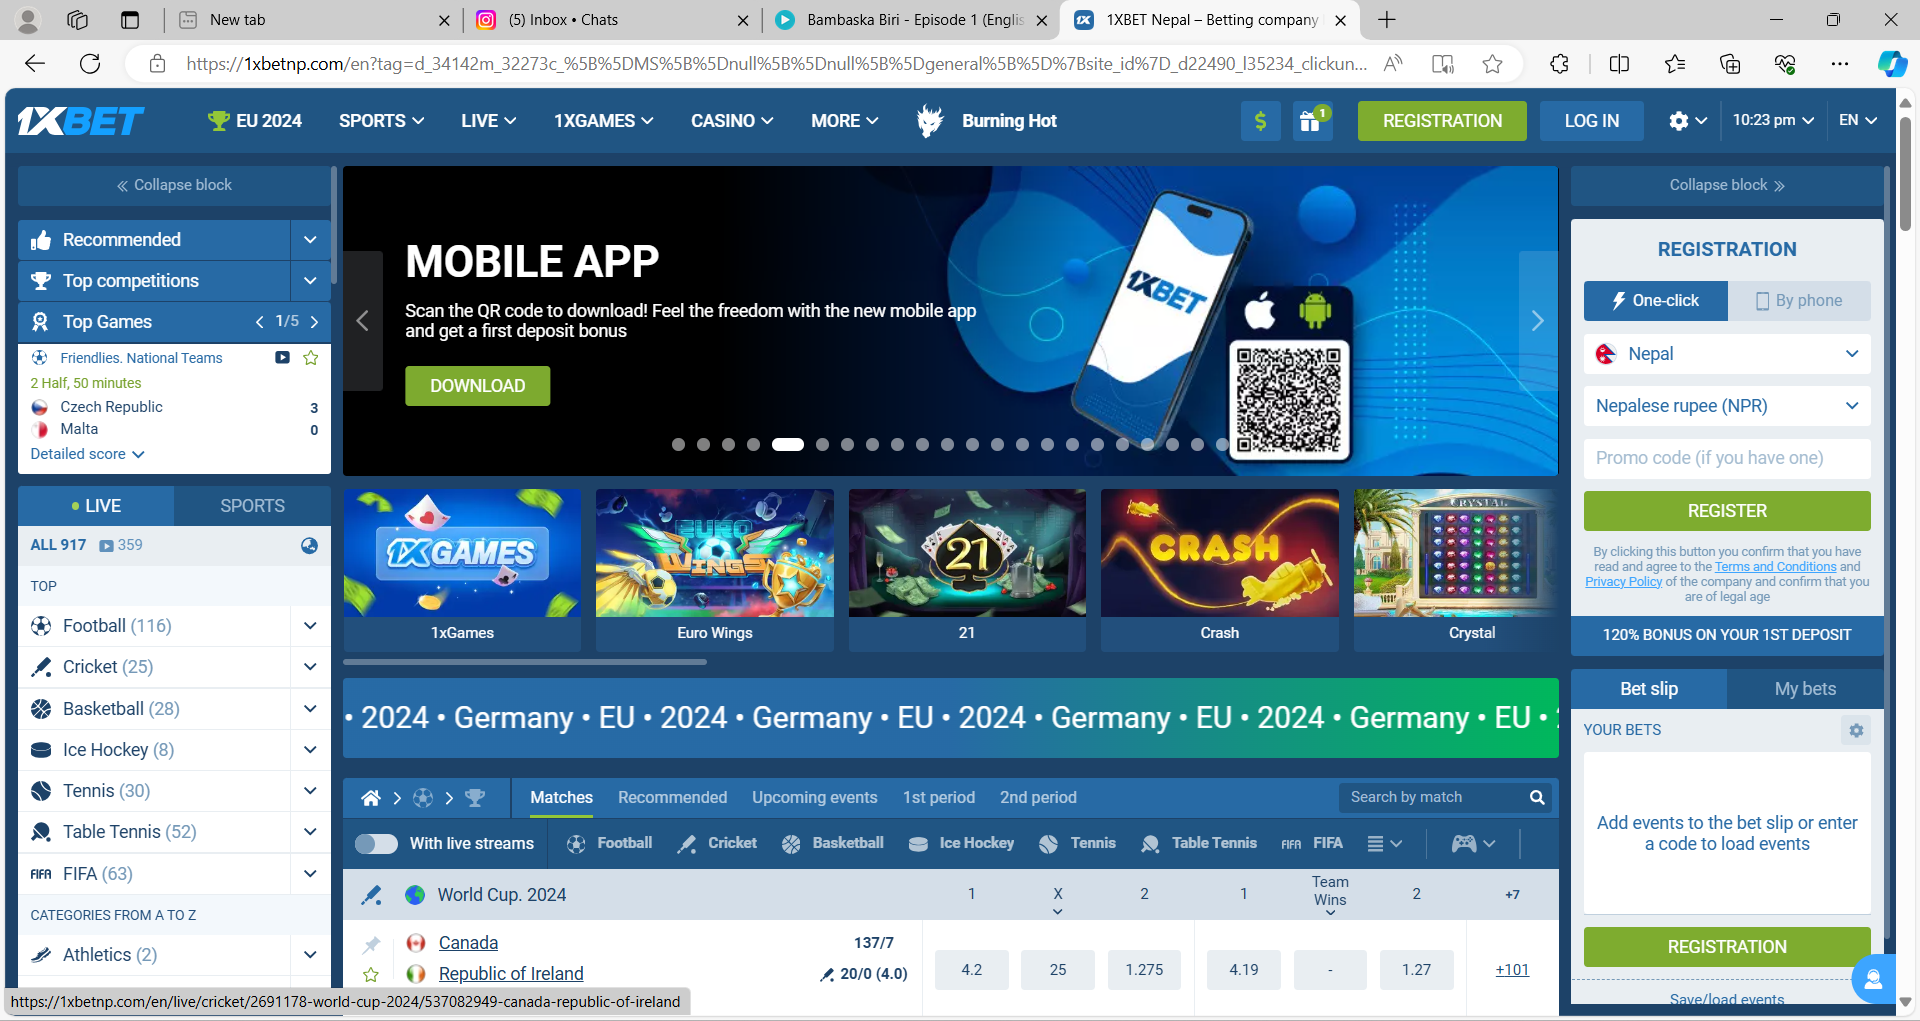 New tab
(5) Inbox • Chats
Bambaska Biri - Episode 1 (Englis
1XBET Nepal – Betting company
https://1xbetnp.com/en?tag=d_34142m_32273c_%5B%5DMS%5B%5Dnull%5B%5Dnull%5B%5Dgeneral%5B%5D%7Bsite_id%7D_d22490_l35234_clickun...
1XBET
EU 2024
SPORTS
LIVE
1XGAMES
CASINO
MORE
Burning Hot
$
1
REGISTRATION
LOG IN
10:23 pm
EN
Collapse block
Recommended
Top competitions
Top Games
1/5
Friendlies. National Teams
2 Half, 50 minutes
Czech Republic 3
Malta 0
Detailed score
LIVE
SPORTS
ALL 917 359
TOP
Football (116)
Cricket (25)
Basketball (28)
Ice Hockey (8)
Tennis (30)
Table Tennis (52)
FIFA FIFA (63)
CATEGORIES FROM A TO Z
Athletics (2)
MOBILE APP
Scan the QR code to download! Feel the freedom with the new mobile app
and get a first deposit bonus
DOWNLOAD
1XBET
1XGAMES
1xGames
EURO
WINGS
Euro Wings
21
21
CRASH
Crash
CRYSTAL
Crystal
• 2024 • Germany • EU • 2024 • Germany • EU • 2024 • Germany • EU • 2024 • Germany • EU •
Matches
Recommended
Upcoming events
1st period
2nd period
Search by match
With live streams
Football
Cricket
Basketball
Ice Hockey
Tennis
Table Tennis
FIFA FIFA
World Cup. 2024
1 X 2 1 Team Wins 2 +7
Canada 137/7
Republic of Ireland 20/0 (4.0)
4.2 25 1.275 4.19 - 1.27 +101
Collapse block
REGISTRATION
One-click
By phone
Nepal
Nepalese rupee (NPR)
Promo code (if you have one)
REGISTER
By clicking this button you confirm that you have
read and agree to the Terms and Conditions and
Privacy Policy of the company and confirm that you
are of legal age
120% BONUS ON YOUR 1ST DEPOSIT
Bet slip
My bets
YOUR BETS
Add events to the bet slip or enter
a code to load events
REGISTRATION
Save/load events
https://1xbetnp.com/en/live/cricket/2691178-world-cup-2024/537082949-canada-republic-of-ireland